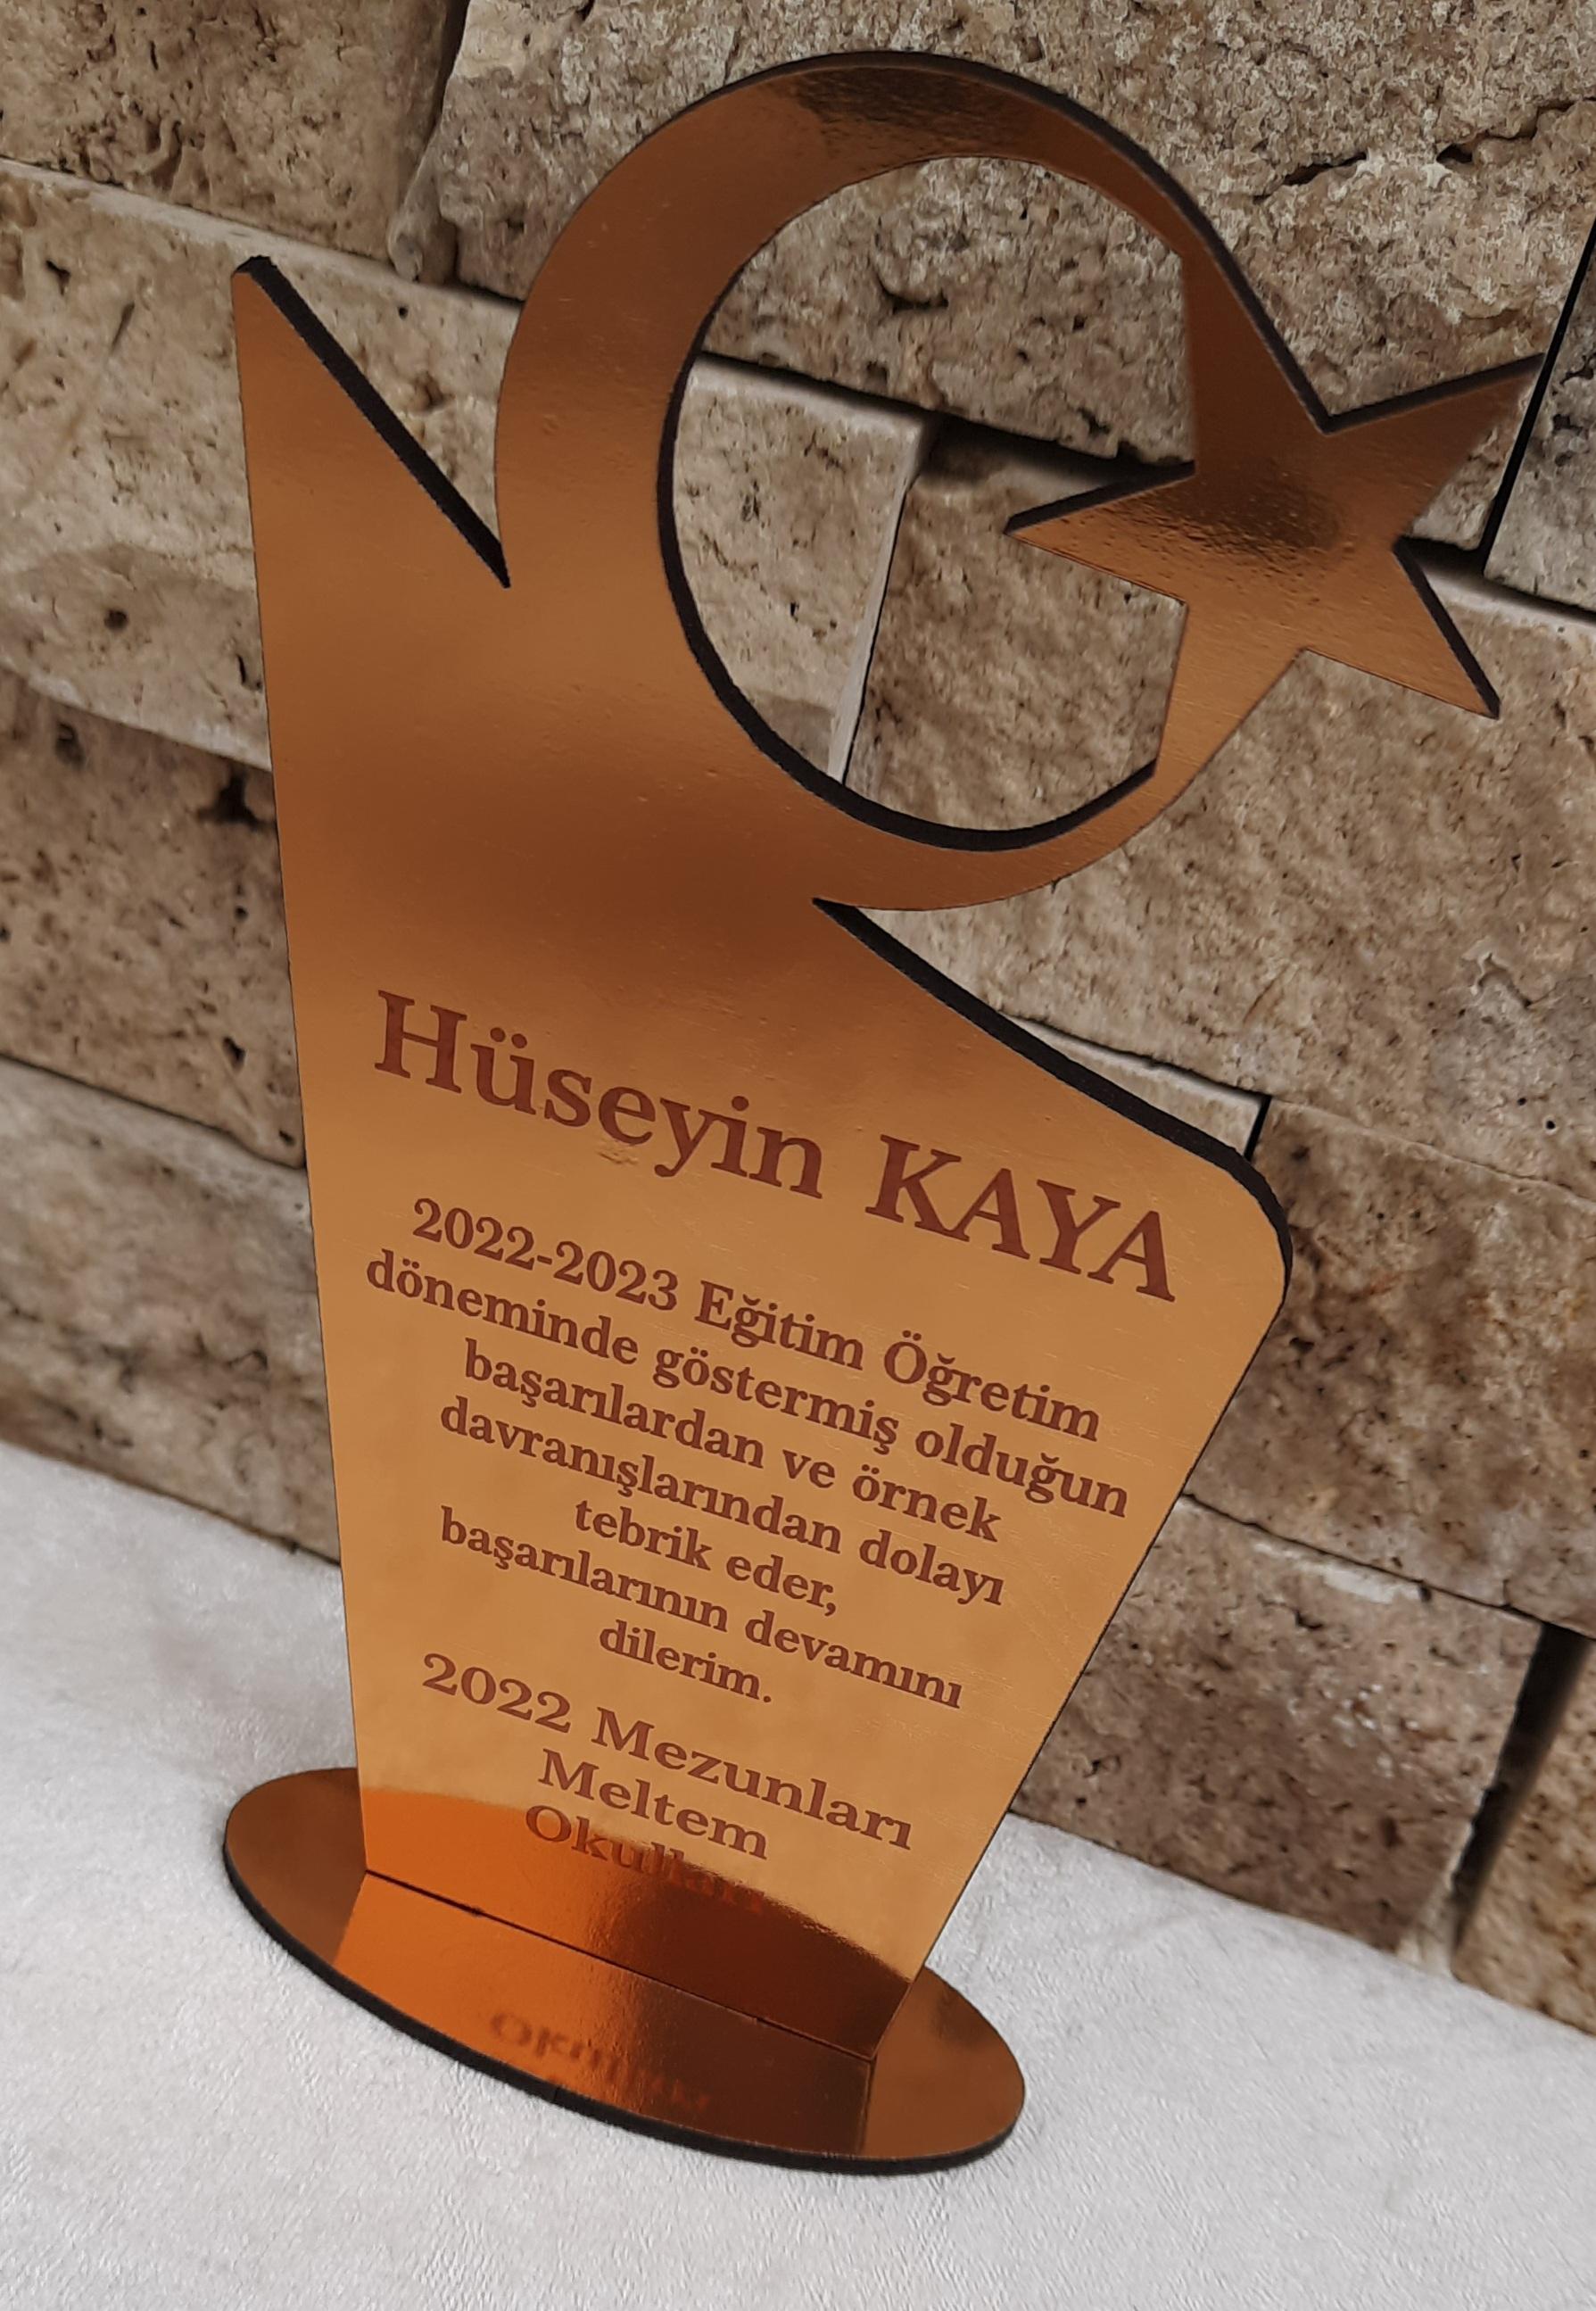 Hüseyin KAYA
2022-2023 Eğitim Öğretim
döneminde göstermiş olduğun
başarılardan ve örnek
davranışlarından dolayı
tebrik eder,
başarılarının devamını
dilerim.
2022 Mezunları
Meltem
Okulları